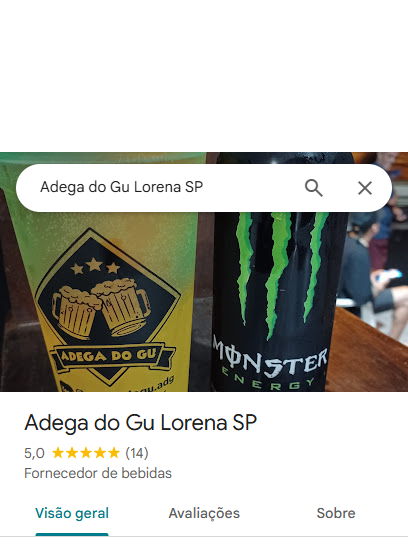 Adega do Gu Lorena SP
ADEGA DO GU
MONSTER
ENERGY
Adega do Gu Lorena SP
5,0 (14)
Fornecedor de bebidas
Visão geral Avaliações Sobre